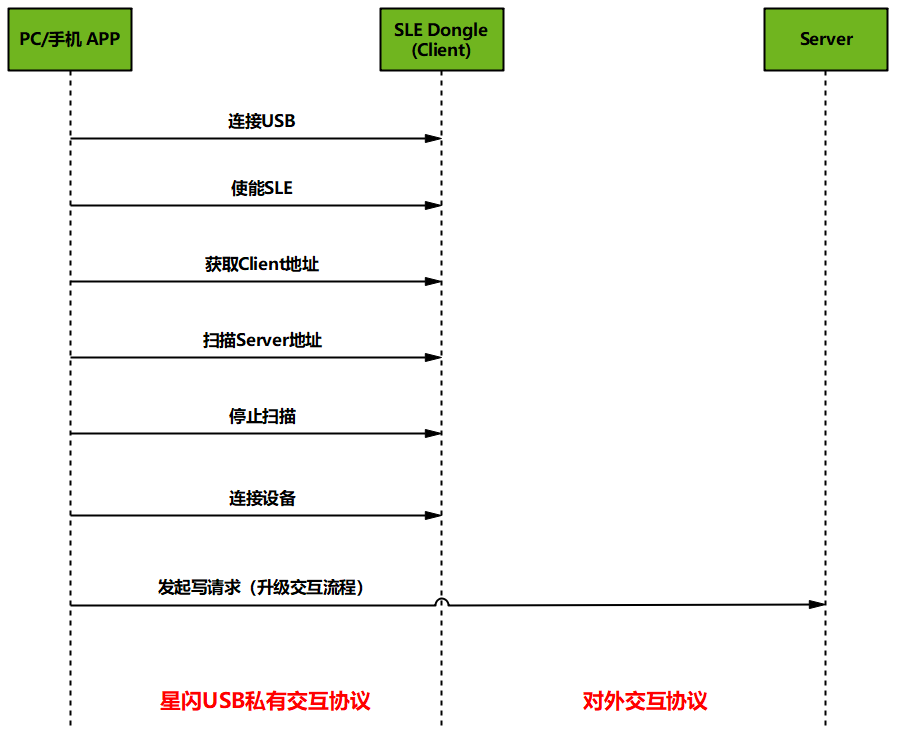 PC/手机 APP
SLE Dongle
(Client)
Server
连接USB
使能SLE
获取Client地址
扫描Server地址
停止扫描
连接设备
发起写请求（升级交互流程）
星闪USB私有交互协议
对外交互协议